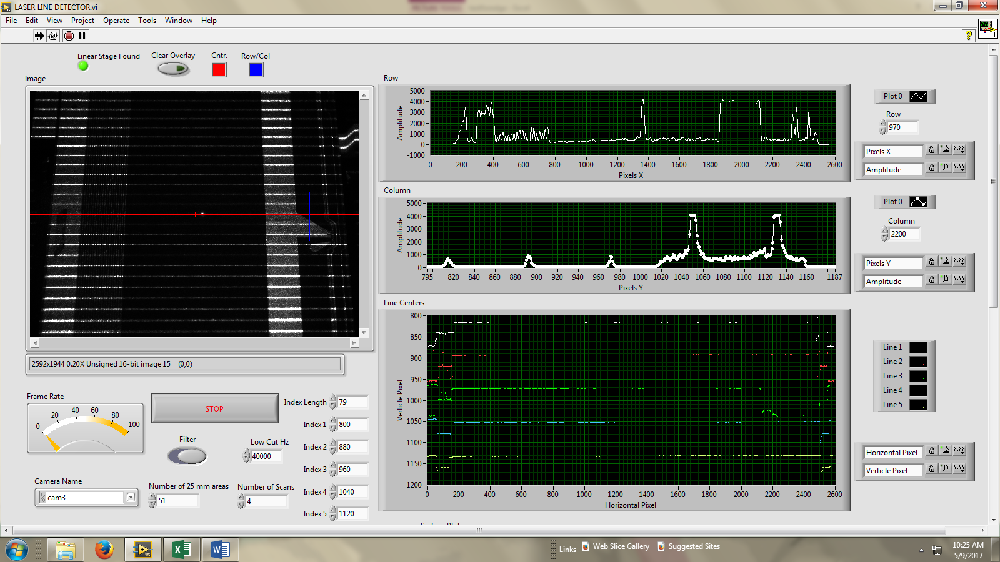 LASER LINE DETECTOR.vi
File Edit View Project Operate Tools Window Help
Linear Stage Found
Clear Overlay
Cntr.
Row/Col
Image
2592x1944 0.20X Unsigned 16-bit image 15 (0,0)
Frame Rate
0 20 40 60 80 100
STOP
Filter
Low Cut Hz
40000
Camera Name
cam3
Number of 25 mm areas
51
Number of Scans
4
Index Length 79
Index 1 800
Index 2 880
Index 3 960
Index 4 1040
Index 5 1120
Row
Amplitude
5000
4000
3000
2000
1000
0
-1000
0 200 400 600 800 1000 1200 1400 1600 1800 2000 2200 2400 2600
Pixels X
Plot 0
Row
970
Pixels X
Amplitude
Column
Amplitude
5000
4000
3000
2000
1000
0
795 820 840 860 880 900 920 940 960 980 1000 1020 1040 1060 1080 1100 1120 1140 1160 1187
Pixels Y
Plot 0
Column
2200
Pixels Y
Amplitude
Line Centers
Verticle Pixel
800
850
900
950
1000
1050
1100
1150
1200
0 200 400 600 800 1000 1200 1400 1600 1800 2000 2200 2400 2600
Horizontal Pixel
Line 1
Line 2
Line 3
Line 4
Line 5
Horizontal Pixel
Verticle Pixel
Links Web Slice Gallery Suggested Sites
10:25 AM
5/9/2017